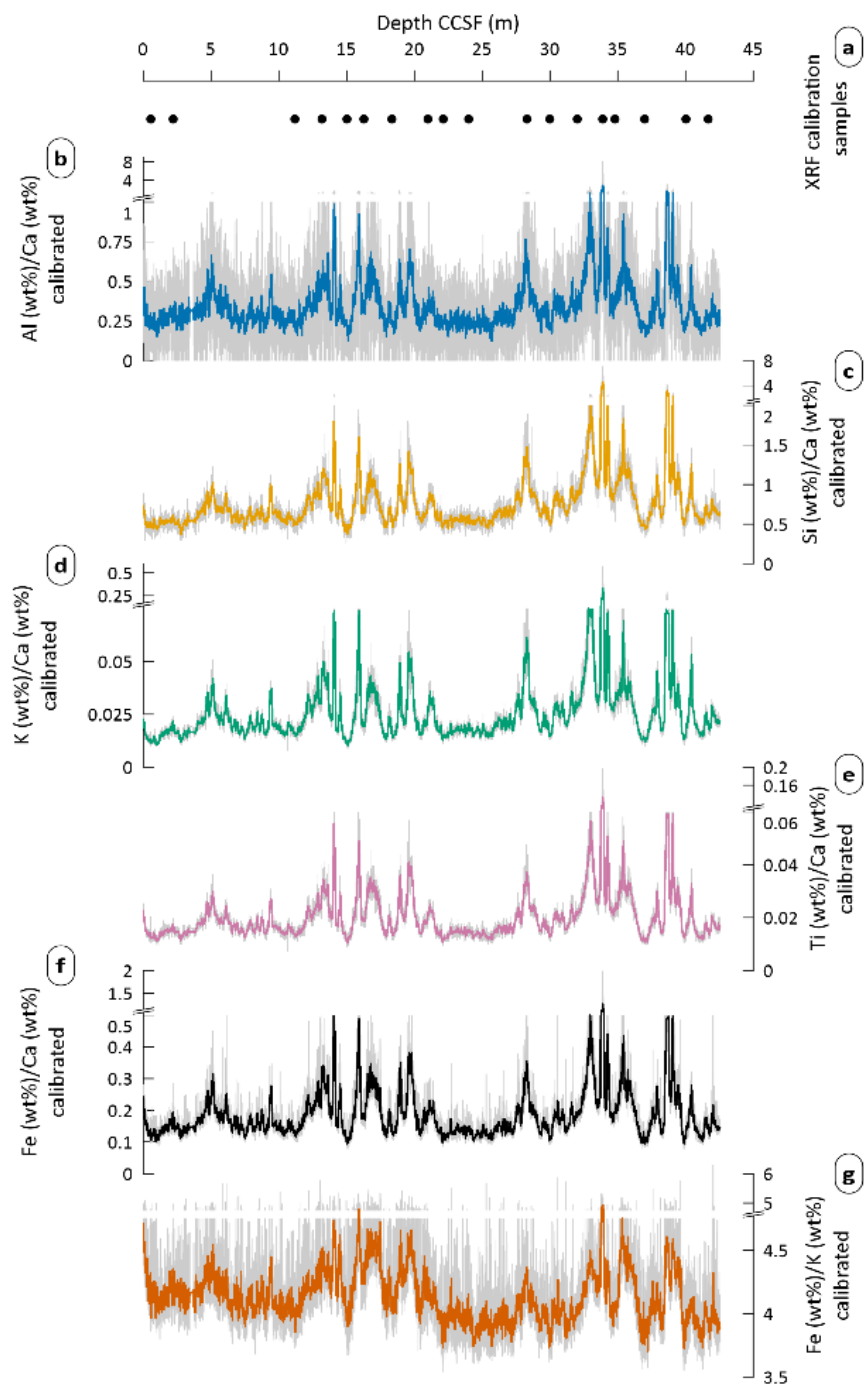 Depth CCSF (m)
0 5 10 15 20 25 30 35 40 45
a
XRF calibration
samples
b
Al (wt%)/Ca (wt%)
calibrated
8
4
1
0.75
0.5
0.25
0
c
Si (wt%)/Ca (wt%)
calibrated
8
4
2
1.5
1
0.5
0
d
K (wt%)/Ca (wt%)
calibrated
0.5
0.25
0.05
0.025
0
e
Ti (wt%)/Ca (wt%)
calibrated
0.2
0.16
0.06
0.04
0.02
0
f
Fe (wt%)/Ca (wt%)
calibrated
2
1.5
0.5
0.4
0.3
0.2
0.1
0
g
Fe (wt%)/K (wt%)
calibrated
6
5
4.5
4
3.5